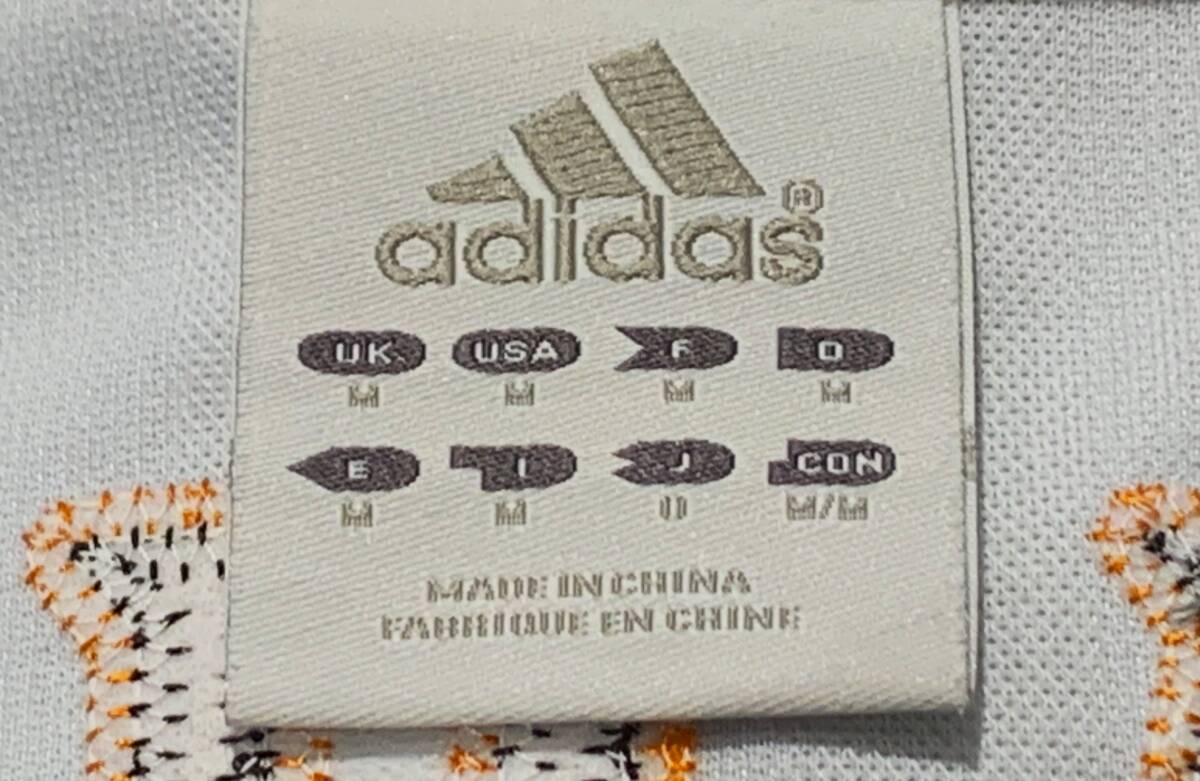 adidas®
UK USA F D
M M M M
E I J CON
M M O M/M
MADE IN CHINA
FABRIQUE EN CHINE